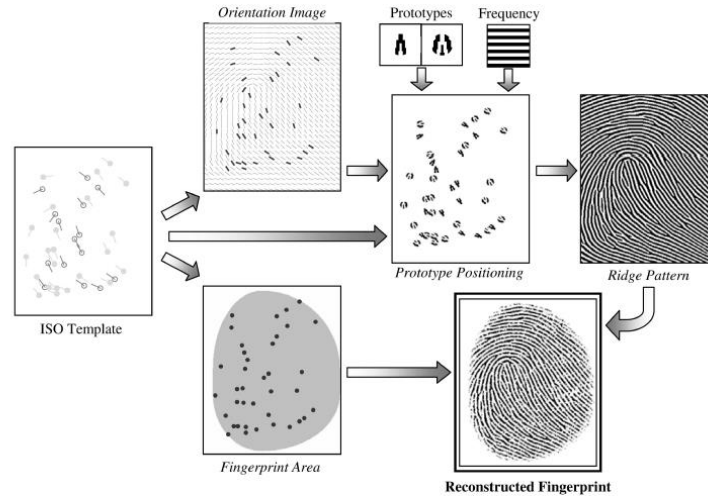 Orientation Image
Prototypes
Frequency
ISO Template
Prototype Positioning
Ridge Pattern
Fingerprint Area
Reconstructed Fingerprint